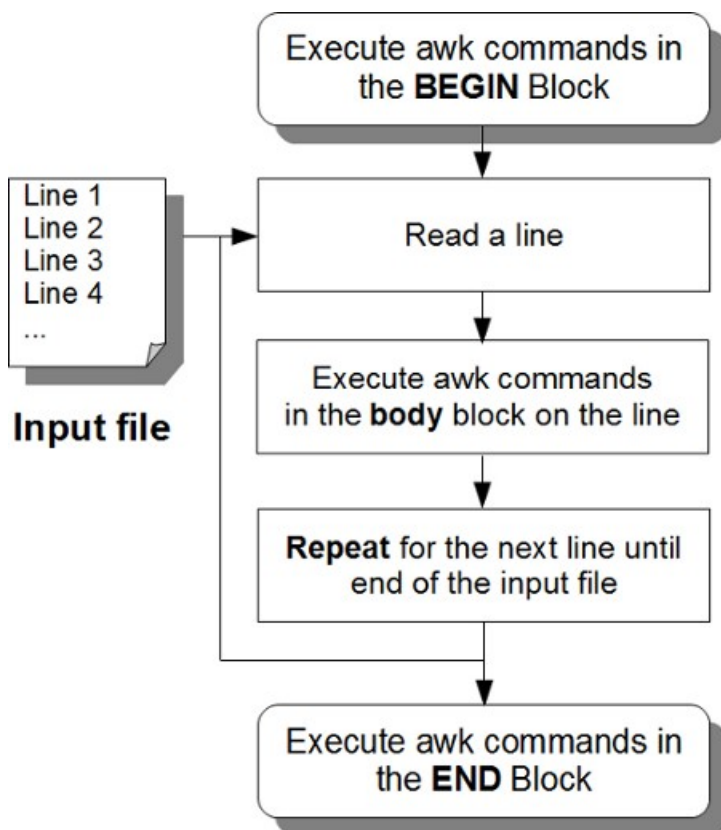 Execute awk commands in
the BEGIN Block
Line 1
Line 2
Line 3
Line 4
...
Input file
Read a line
Execute awk commands
in the body block on the line
Repeat for the next line until
end of the input file
Execute awk commands in
the END Block